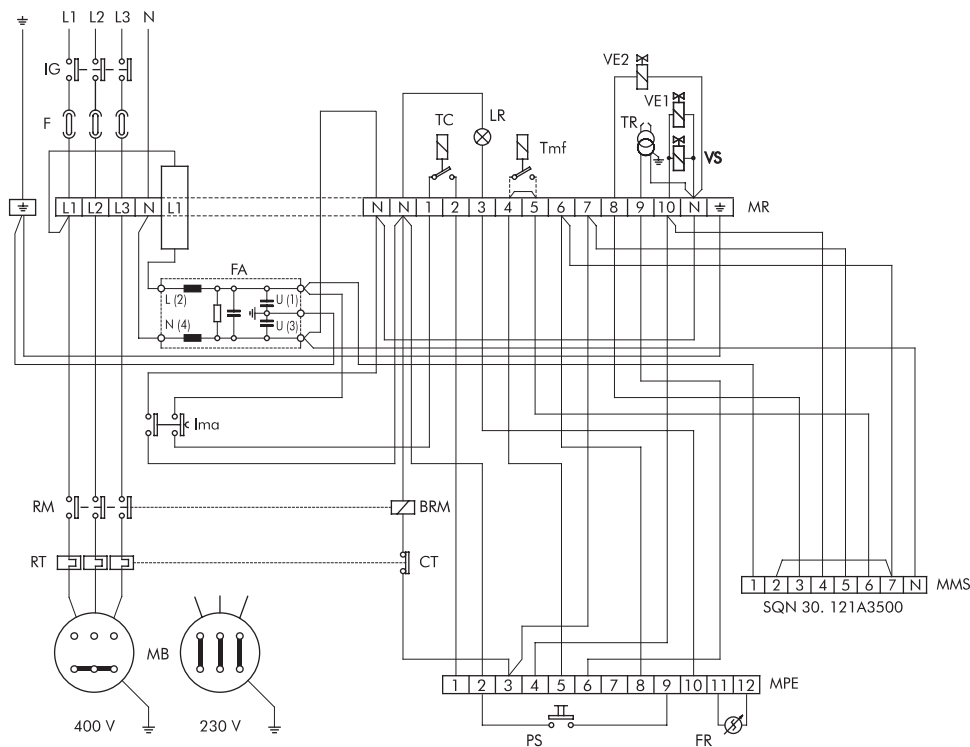 L1 L2 L3 N
IG
F
VE2
VE1
TR
VS
TC
LR
Tmf
L1 L2 L3 N L1
N N 1 2 3 4 5 6 7 8 9 10 N
MR
FA
L (2)
U (1)
N (4)
U (3)
Ima
RM
BRM
RT
CT
1 2 3 4 5 6 7 N
MMS
SQN 30. 121A3500
MB
1 2 3 4 5 6 7 8 9 10 11 12
MPE
400 V
230 V
PS
FR